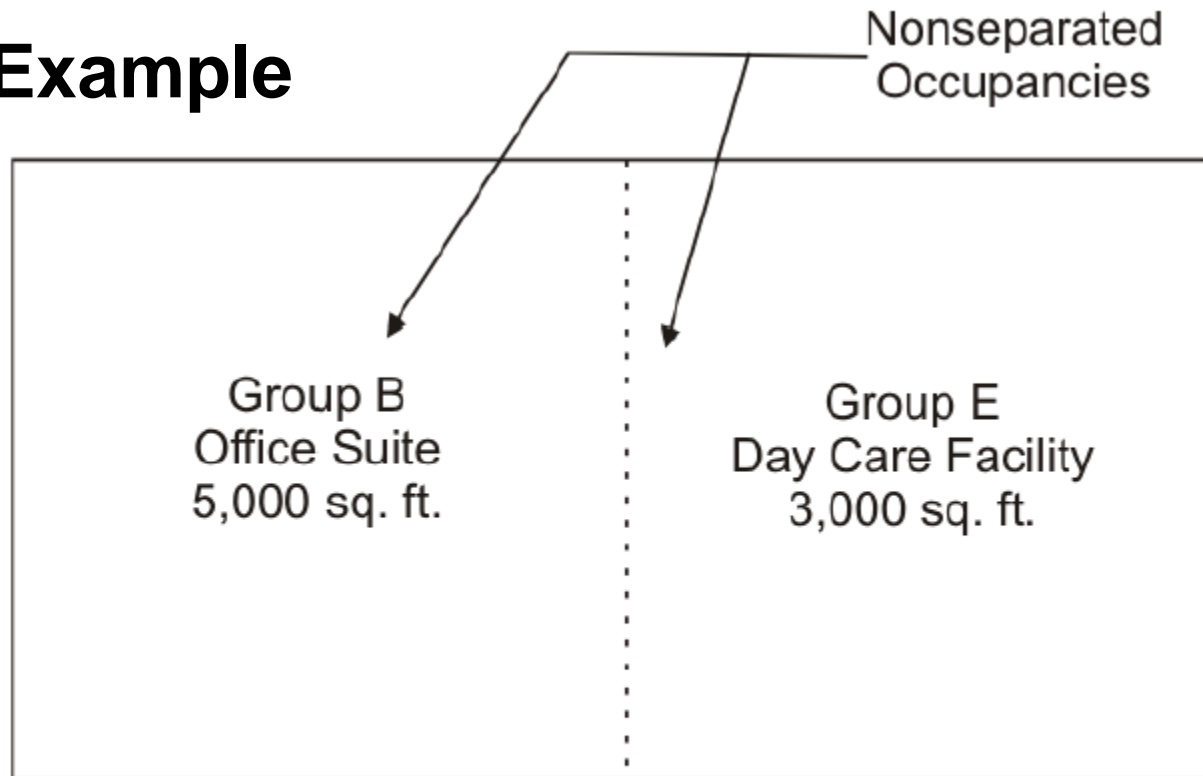 Example
Nonseparated
Occupancies
Group B
Office Suite
5,000 sq. ft.
Group E
Day Care Facility
3,000 sq. ft.